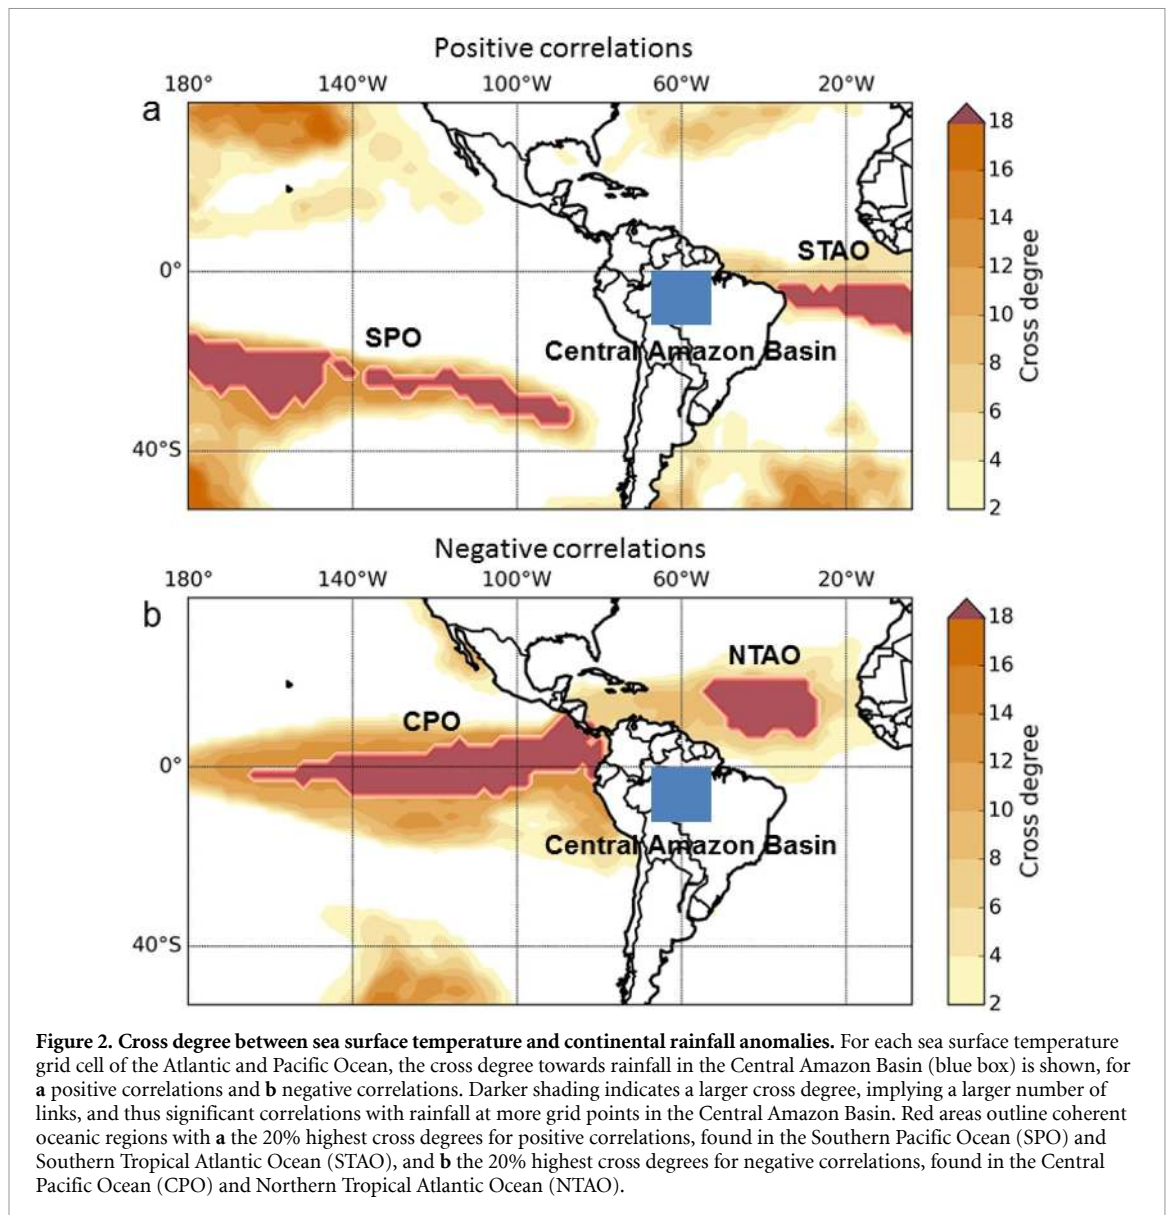 Positive correlations
180° 140°W 100°W 60°W 20°W
a
18
16
14
STAO
12
0°
10
SPO
8
Central Amazon Basin
6
40°S
4
2
Cross degree
Negative correlations
180° 140°W 100°W 60°W 20°W
b
18
NTAO
16
CPO
14
12
0°
10
Central Amazon Basin
8
6
40°S
4
2
Cross degree
Figure 2. Cross degree between sea surface temperature and continental rainfall anomalies. For each sea surface temperature
grid cell of the Atlantic and Pacific Ocean, the cross degree towards rainfall in the Central Amazon Basin (blue box) is shown, for
a positive correlations and b negative correlations. Darker shading indicates a larger cross degree, implying a larger number of
links, and thus significant correlations with rainfall at more grid points in the Central Amazon Basin. Red areas outline coherent
oceanic regions with a the 20% highest cross degrees for positive correlations, found in the Southern Pacific Ocean (SPO) and
Southern Tropical Atlantic Ocean (STAO), and b the 20% highest cross degrees for negative correlations, found in the Central
Pacific Ocean (CPO) and Northern Tropical Atlantic Ocean (NTAO).